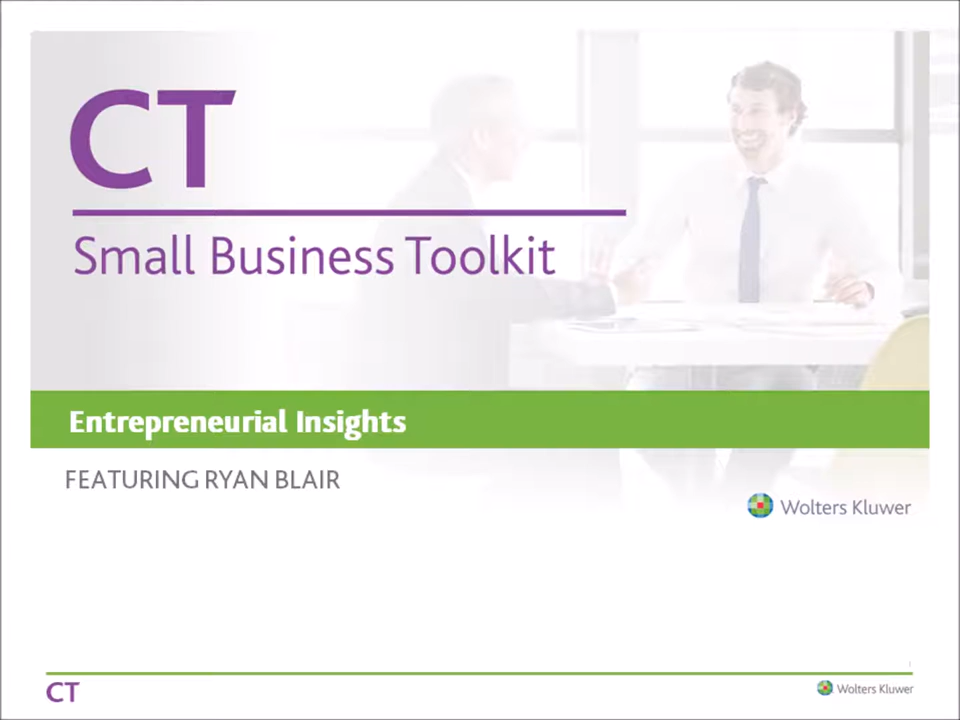 CT
Small Business Toolkit
Entrepreneurial Insights
FEATURING RYAN BLAIR
Wolters Kluwer
CT
Wolters Kluwer